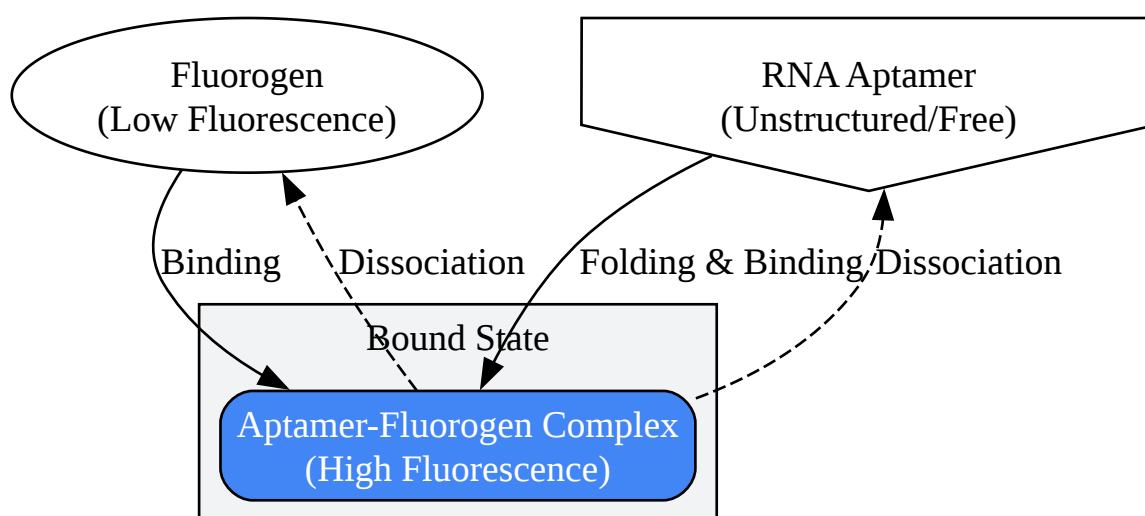 Fluorogen
(Low Fluorescence)
RNA Aptamer
(Unstructured/Free)
Binding
Dissociation
Folding & Binding
Dissociation
Bound State
Aptamer-Fluorogen Complex
(High Fluorescence)